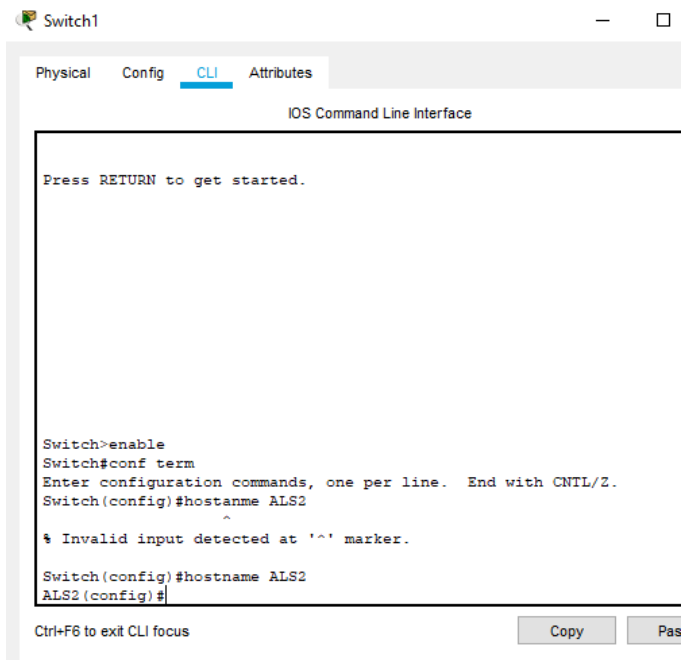 Switch1
Physical Config CLI Attributes
IOS Command Line Interface
Press RETURN to get started.
Switch>enable
Switch#conf term
Enter configuration commands, one per line.  End with CNTL/Z.
Switch(config)#hostanme ALS2
^
% Invalid input detected at '^' marker.
Switch(config)#hostname ALS2
ALS2(config)#
Ctrl+F6 to exit CLI focus
Copy Pas